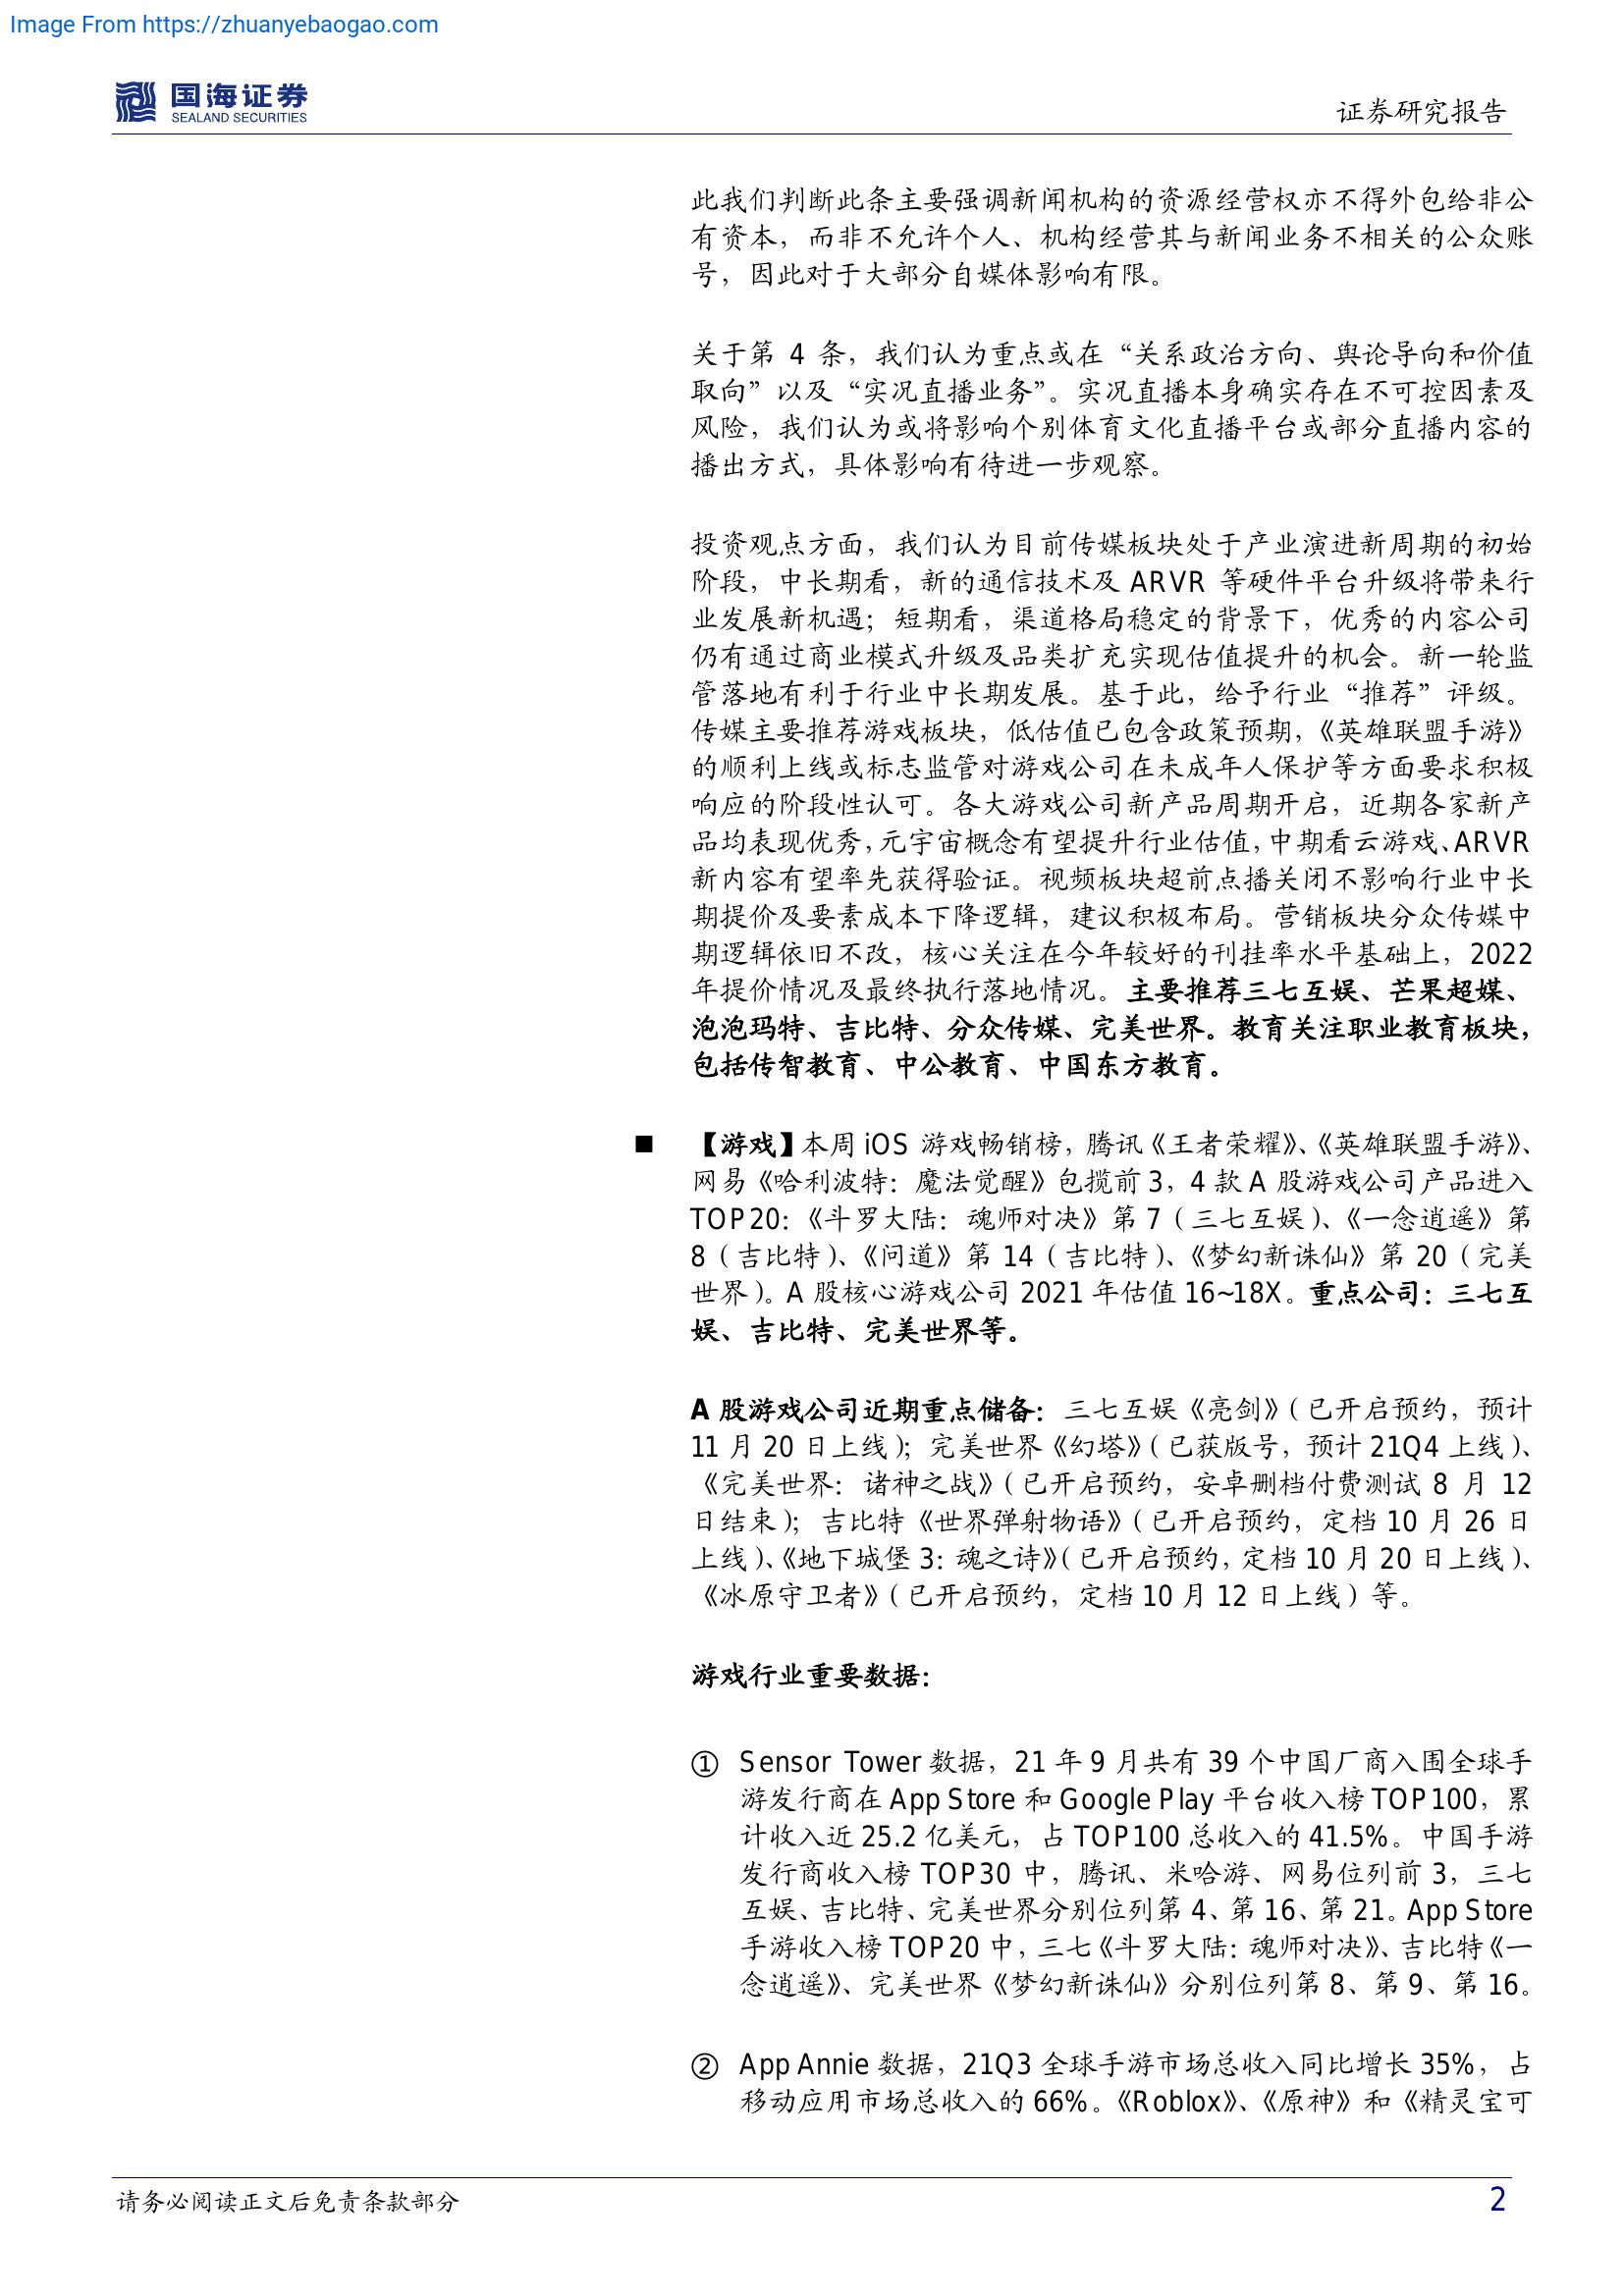 Image From https://zhuanyebaogao.com
国海证券
SEALAND SECURITIES
证券研究报告
此我们判断此条主要强调新闻机构的资源经营权亦不得外包给非公
有资本，而非不允许个人、机构经营其与新闻业务不相关的公众账
号，因此对于大部分自媒体影响有限。
关于第 4 条，我们认为重点或在“关系政治方向、舆论导向和价值
取向”以及“实况直播业务”。实况直播本身确实存在不可控因素及
风险，我们认为或将影响个别体育文化直播平台或部分直播内容的
播出方式，具体影响有待进一步观察。
投资观点方面，我们认为目前传媒板块处于产业演进新周期的初始
阶段，中长期看，新的通信技术及 ARVR 等硬件平台升级将带来行
业发展新机遇；短期看，渠道格局稳定的背景下，优秀的内容公司
仍有通过商业模式升级及品类扩充实现估值提升的机会。新一轮监
管落地有利于行业中长期发展。基于此，给予行业“推荐”评级。
传媒主要推荐游戏板块，低估值已包含政策预期，《英雄联盟手游》
的顺利上线或标志监管对游戏公司在未成年人保护等方面要求积极
响应的阶段性认可。各大游戏公司新产品周期开启，近期各家新产
品均表现优秀，元宇宙概念有望提升行业估值，中期看云游戏、ARVR
新内容有望率先获得验证。视频板块超前点播关闭不影响行业中长
期提价及要素成本下降逻辑，建议积极布局。营销板块分众传媒中
期逻辑依旧不改，核心关注在今年较好的刊挂率水平基础上，2022
年提价情况及最终执行落地情况。主要推荐三七互娱、芒果超媒、
泡泡玛特、吉比特、分众传媒、完美世界。教育关注职业教育板块，
包括传智教育、中公教育、中国东方教育。
■ 【游戏】本周 iOS 游戏畅销榜，腾讯《王者荣耀》、《英雄联盟手游》、
网易《哈利波特：魔法觉醒》包揽前 3，4 款 A 股游戏公司产品进入
TOP20：《斗罗大陆：魂师对决》第 7（三七互娱）、《一念逍遥》第
8（吉比特）、《问道》第 14（吉比特）、《梦幻新诛仙》第 20（完美
世界）。A 股核心游戏公司 2021 年估值 16~18X。重点公司：三七互
娱、吉比特、完美世界等。
A 股游戏公司近期重点储备：三七互娱《亮剑》（已开启预约，预计
11 月 20 日上线）；完美世界《幻塔》（已获版号，预计 21Q4 上线）、
《完美世界：诸神之战》（已开启预约，安卓删档付费测试 8 月 12
日结束）；吉比特《世界弹射物语》（已开启预约，定档 10 月 26 日
上线）、《地下城堡 3：魂之诗》（已开启预约，定档 10 月 20 日上线）、
《冰原守卫者》（已开启预约，定档 10 月 12 日上线）等。
游戏行业重要数据：
① Sensor Tower 数据，21 年 9 月共有 39 个中国厂商入围全球手
游发行商在 App Store 和 Google Play 平台收入榜 TOP100，累
计收入近 25.2 亿美元，占 TOP100 总收入的 41.5%。中国手游
发行商收入榜 TOP30 中，腾讯、米哈游、网易位列前 3，三七
互娱、吉比特、完美世界分别位列第 4、第 16、第 21。App Store
手游收入榜 TOP20 中，三七《斗罗大陆：魂师对决》、吉比特《一
念逍遥》、完美世界《梦幻新诛仙》分别位列第 8、第 9、第 16。
② App Annie 数据，21Q3 全球手游市场总收入同比增长 35%，占
移动应用市场总收入的 66%。《Roblox》、《原神》和《精灵宝可
请务必阅读正文后免责条款部分
2